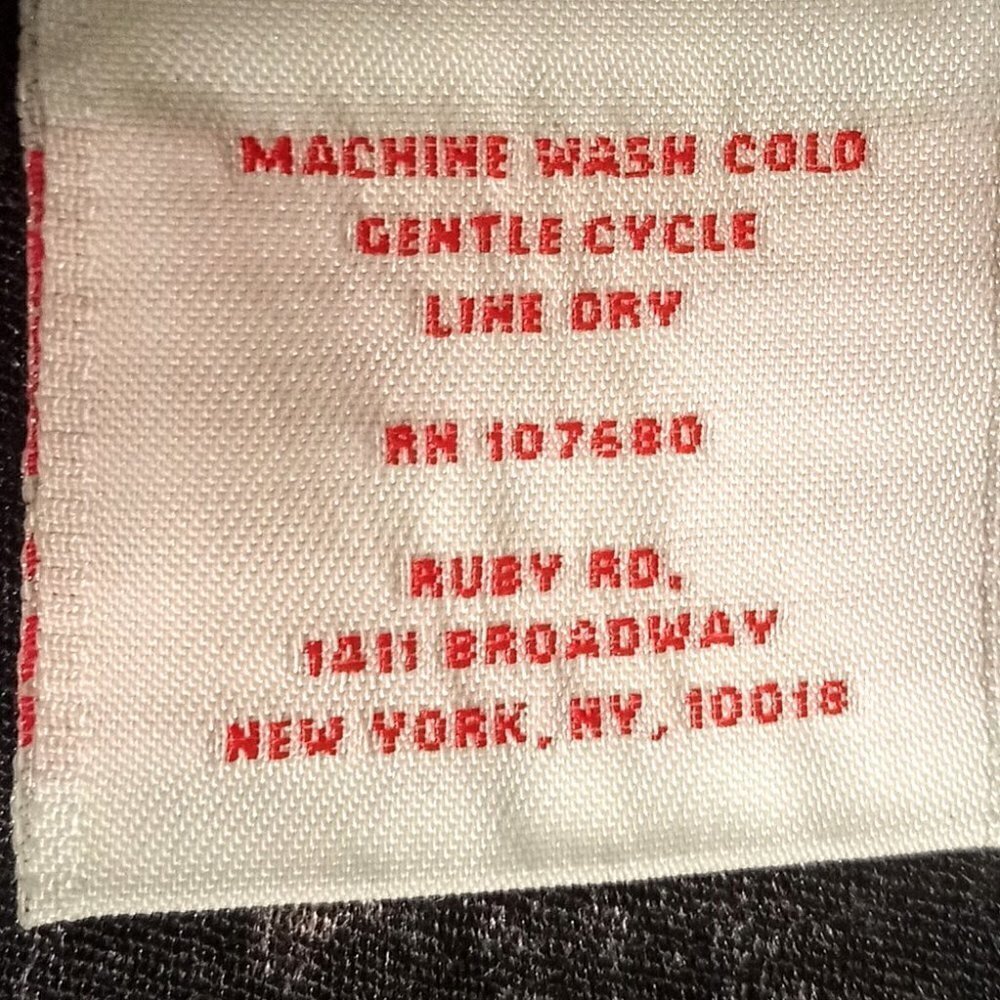 MACHINE WASH COLD
GENTLE CYCLE
LINE DRY
RN 107680
RUBY RD.
1411 BROADWAY
NEW YORK, NY, 10018